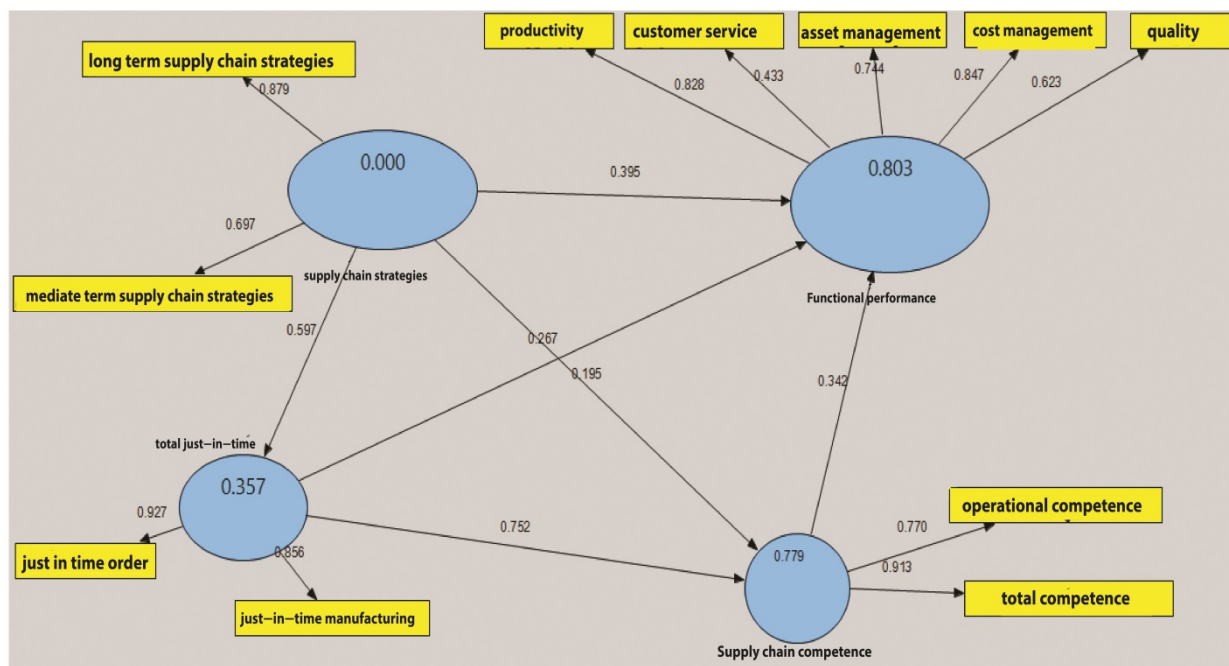 productivity
customer service
asset management
cost management
quality
long term supply chain strategies
0.879
0.828
0.433
0.744
0.847
0.623
0.000
0.395
0.803
0.697
supply chain strategies
mediate term supply chain strategies
Functional performance
0.597
0.267
0.195
0.342
total just-in-time
0.357
0.927
0.752
operational competence
0.770
just in time order
0.856
0.779
0.913
total competence
just-in-time manufacturing
Supply chain competence